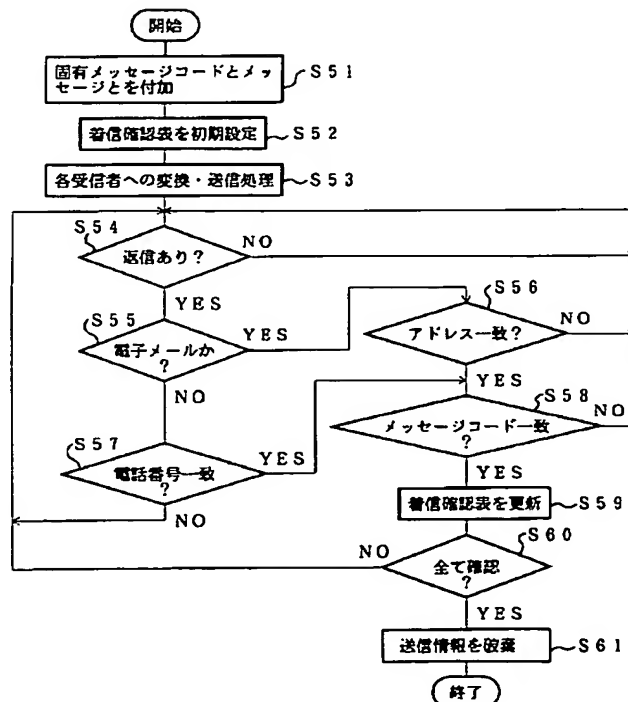 開始
固有メッセージコードとメッ
セージとを付加
S51
着信確認表を初期設定
S52
各受信者への変換・送信処理
S53
S54
返信あり？
NO
YES
S55
電子メールか
？
YES
NO
S56
アドレス一致？
NO
YES
S57
電話番号一致
？
YES
NO
S58
メッセージコード一致
？
NO
YES
着信確認表を更新
S59
S60
全て確認
？
NO
YES
送信情報を破棄
S61
終了